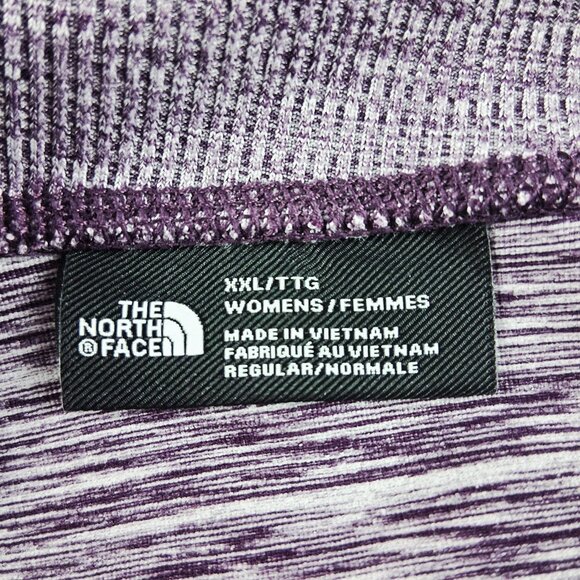 THE
NORTH
® FACE
XXL/TTG
WOMENS/FEMMES
MADE IN VIETNAM
FABRIQUÉ AU VIETNAM
REGULAR/NORMALE